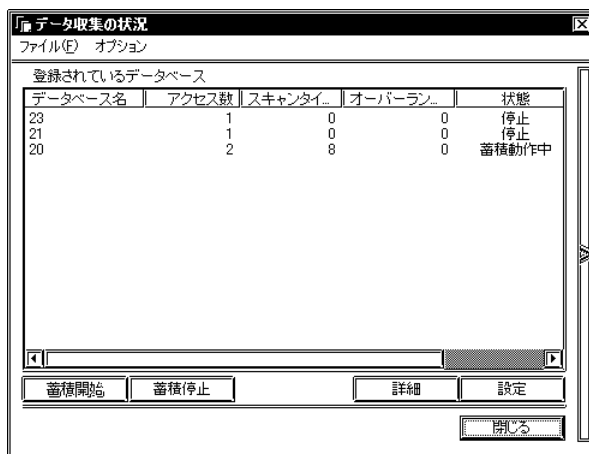 データ収集の状況
ファイル(F) オプション
登録されているデータベース
データベース名 アクセス数 スキャンタイ... オーバーラン... 状態
23 1 0 0 停止
21 1 0 0 停止
20 2 8 0 蓄積動作中
蓄積開始 蓄積停止 詳細 設定
閉じる